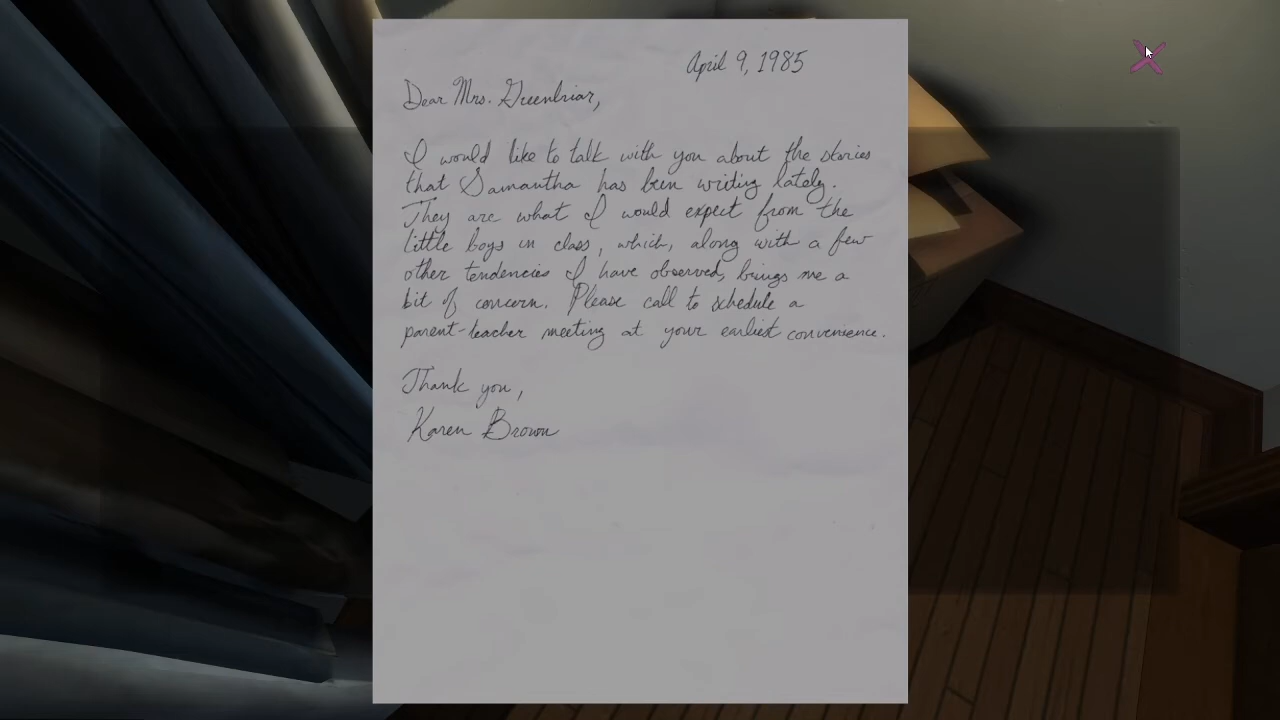 April 9, 1985
Dear Mrs. Greenbriar,
I would like to talk with you about the stories
that Samantha has been writing lately.
They are what I would expect from the
little boys in class, which, along with a few
other tendencies I have observed, brings me a
bit of concern. Please call to schedule a
parent-teacher meeting at your earliest convenience.
Thank you,
Karen Brown